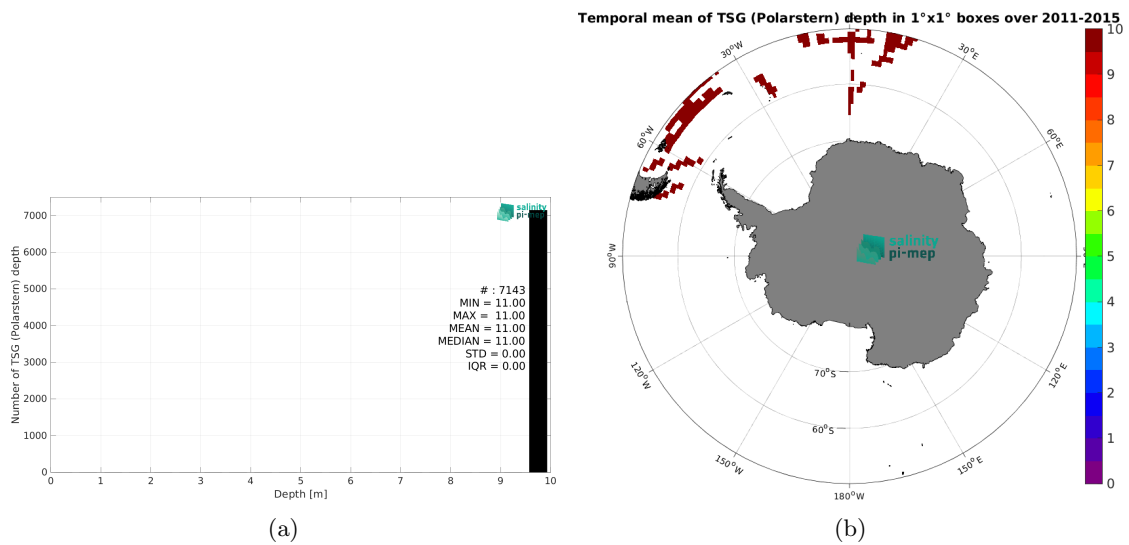 Temporal mean of TSG (Polarstern) depth in 1°x1° boxes over 2011-2015
Number of TSG (Polarstern) depth
7000
6000
5000
4000
3000
2000
1000
0
salinity
pi-mep
# : 7143
MIN = 11.00
MAX = 11.00
MEAN = 11.00
MEDIAN = 11.00
STD = 0.00
IQR = 0.00
0 1 2 3 4 5 6 7 8 9 10
Depth [m]
(a)
30°W
30°E
60°W
60°E
90°W
salinity
pi-mep
120°W
120°E
70°S
60°S
150°W
150°E
180°W
10
9
8
7
6
5
4
3
2
1
0
(b)